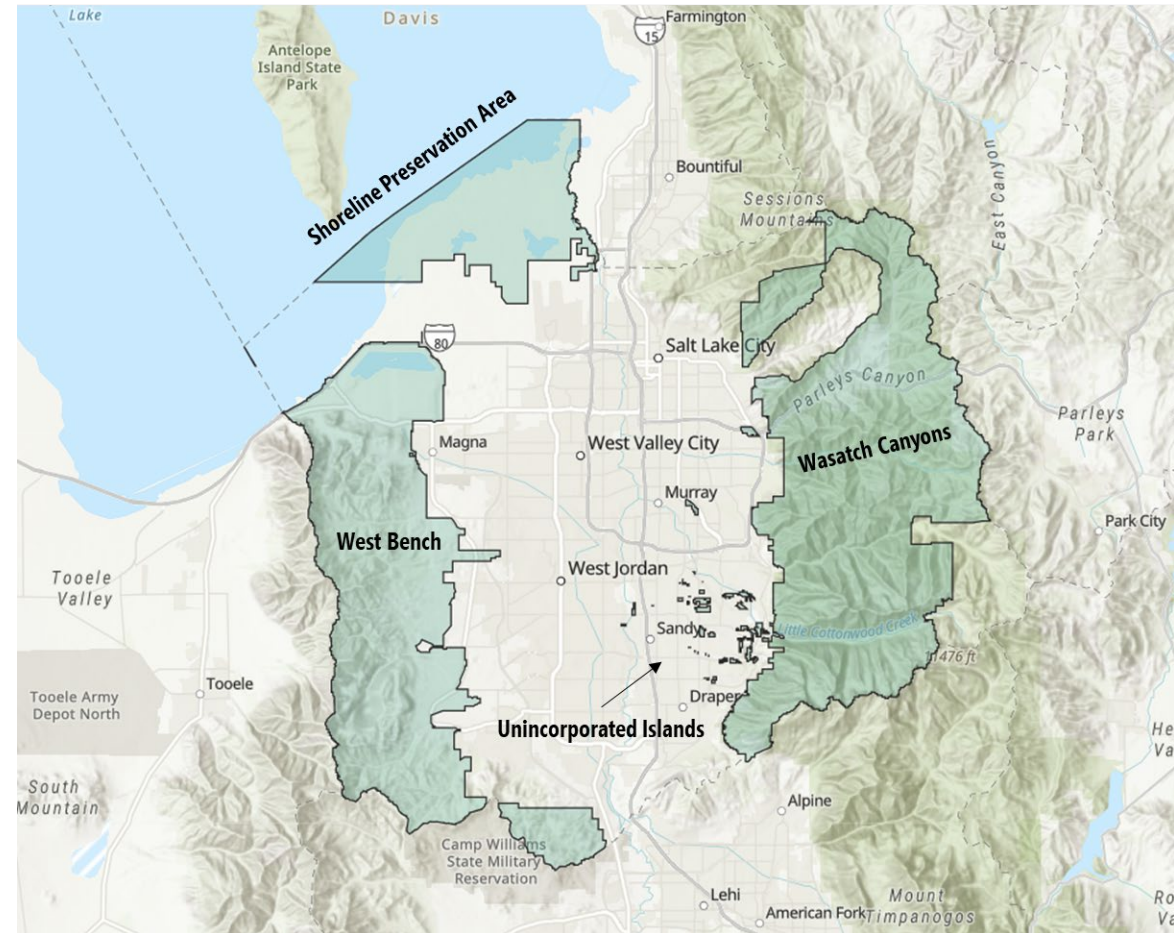 Lake
Davis
Farmington
15
Antelope
Island State
Park
Shoreline Preservation Area
Bountiful
East Canyon
Sessions
Mountains
80
Salt Lake City
Parleys Canyon
Parleys
Park
Magna
West Valley City
Wasatch Canyons
Murray
Park City
West Bench
West Jordan
Tooele
Valley
Sandy
Little Cottonwood Creek
11476 ft
Tooele
Tooele Army
Depot North
Draper
Unincorporated Islands
He
Va
South
Mountain
Alpine
Camp Williams
State Military
Reservation
Lehi
Mount
Timpanogos
American Fork
Ro
Va